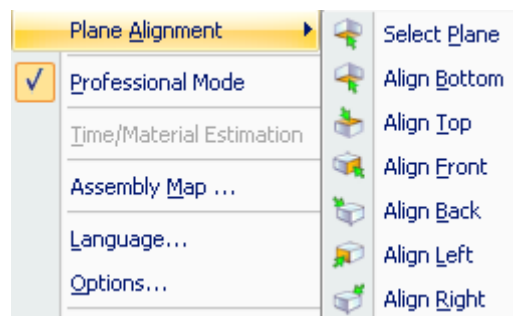 Plane Alignment
Professional Mode
Time/Material Estimation
Assembly Map ...
Language...
Options...
Select Plane
Align Bottom
Align Top
Align Front
Align Back
Align Left
Align Right